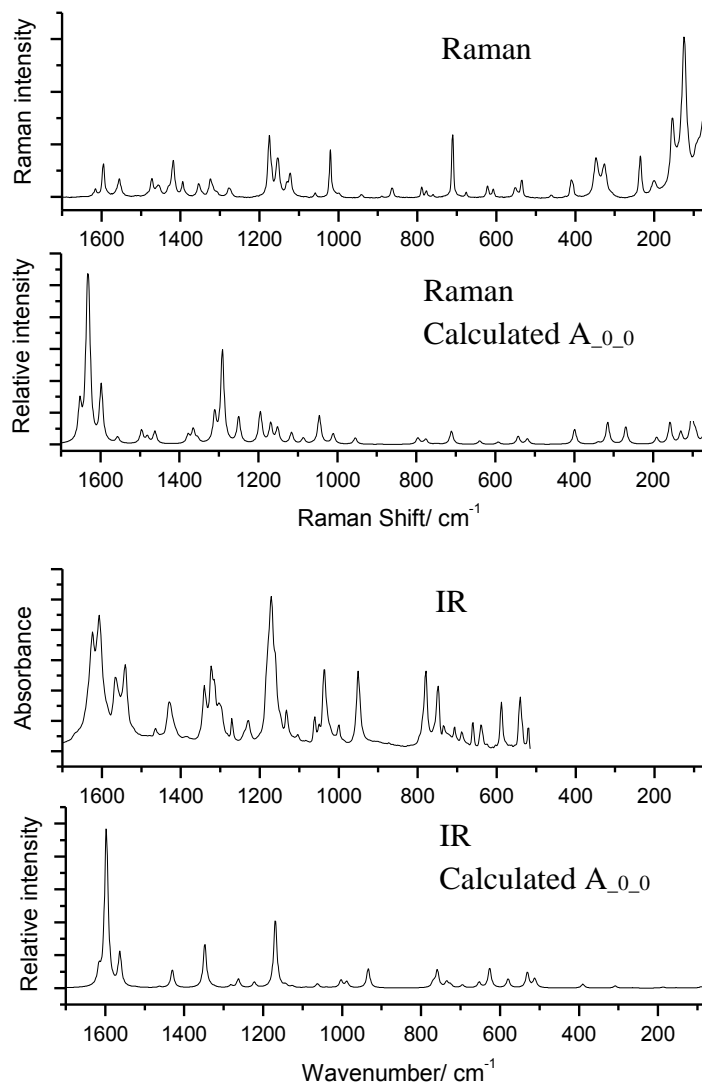 Raman
Raman intensity
1600 1400 1200 1000 800 600 400 200
Raman
Calculated A_0_0
Relative intensity
1600 1400 1200 1000 800 600 400 200
Raman Shift/ cm-1
IR
Absorbance
1600 1400 1200 1000 800 600 400 200
IR
Calculated A_0_0
Relative intensity
1600 1400 1200 1000 800 600 400 200
Wavenumber/ cm-1